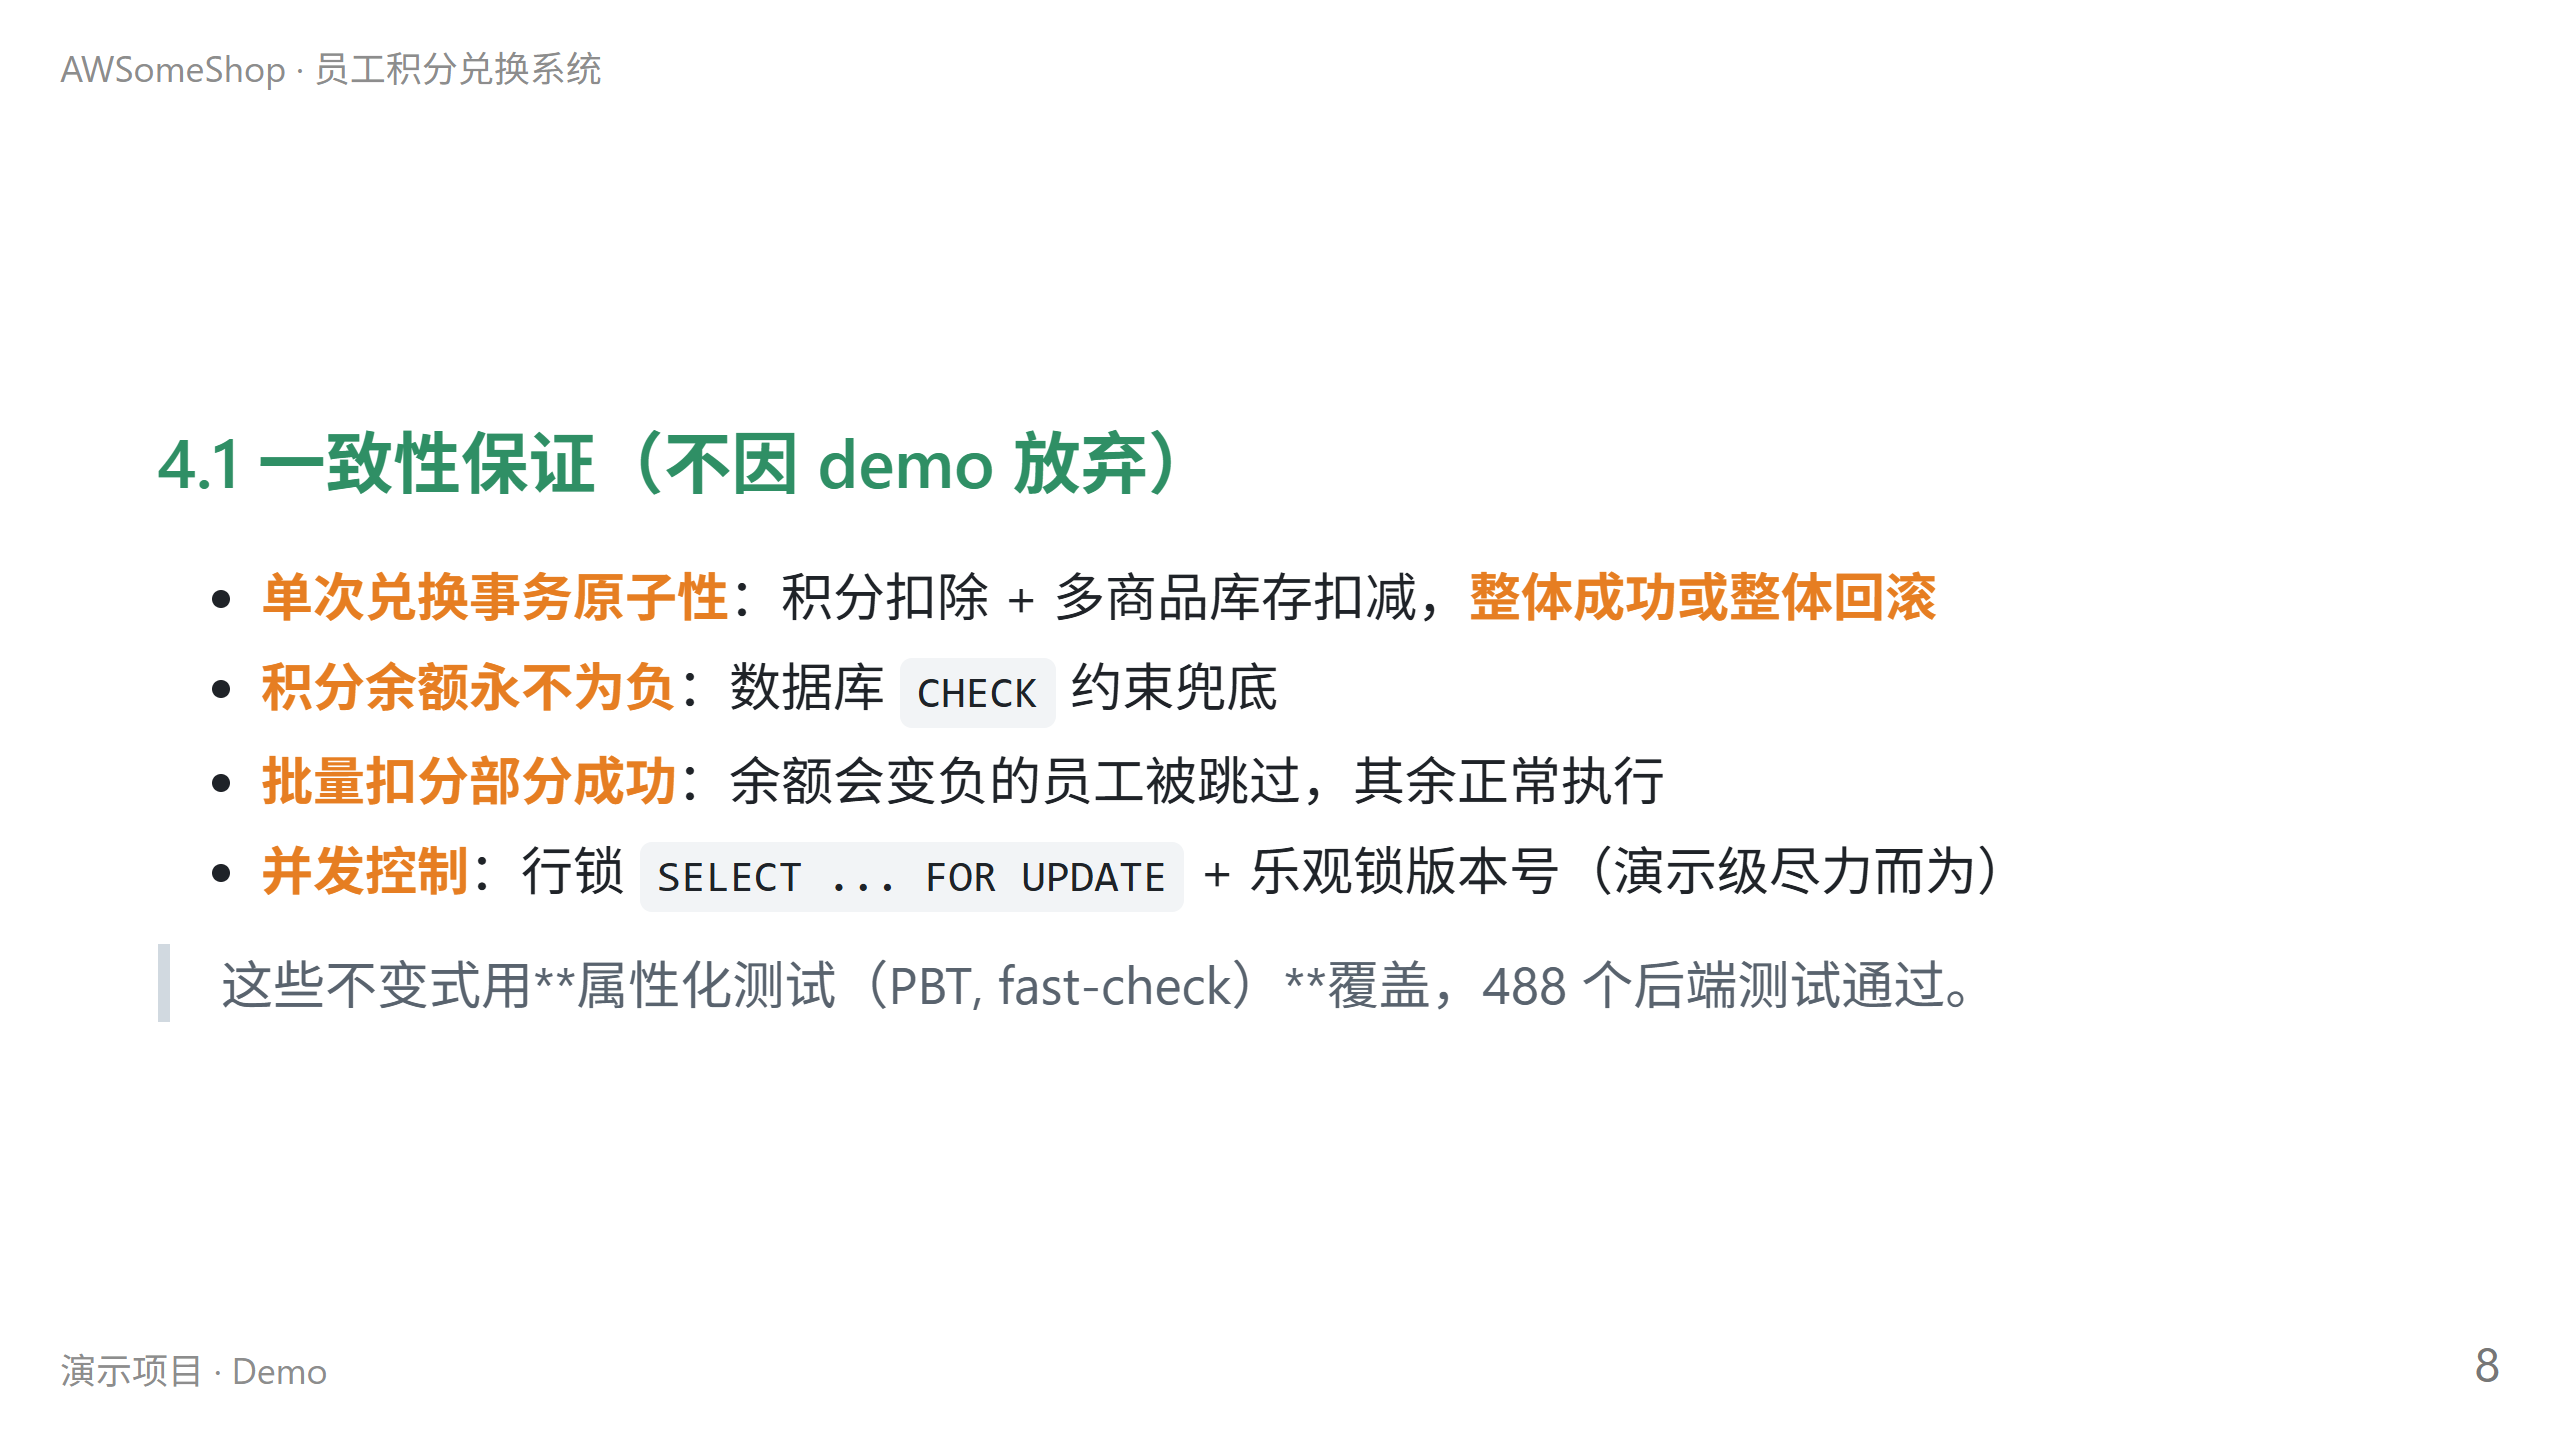 AWSomeShop · 员工积分兑换系统
4.1 一致性保证（不因 demo 放弃）
• 单次兑换事务原子性：积分扣除 + 多商品库存扣减，整体成功或整体回滚
• 积分余额永不为负：数据库 CHECK 约束兜底
• 批量扣分部分成功：余额会变负的员工被跳过，其余正常执行
• 并发控制：行锁 SELECT ... FOR UPDATE + 乐观锁版本号（演示级尽力而为）
这些不变式用**属性化测试（PBT, fast-check）**覆盖，488 个后端测试通过。
演示项目 · Demo
8